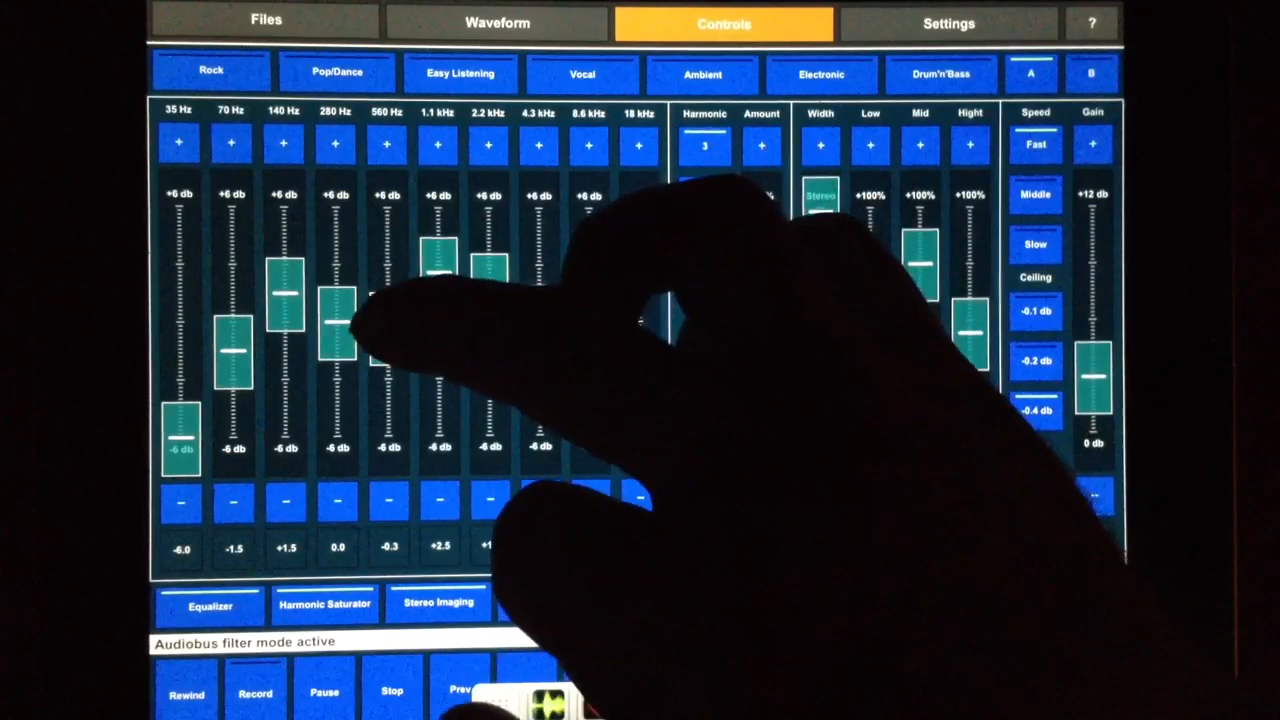 Files Waveform Controls Settings ?
Rock Pop/Dance Easy Listening Vocal Ambient Electronic Drum'n'Bass A B
35 Hz 70 Hz 140 Hz 280 Hz 560 Hz 1.1 kHz 2.2 kHz 4.3 kHz 8.6 kHz 18 kHz Harmonic Amount Width Low Mid Hight Speed Gain
+ + + + + + + + + + 3 + + + + + Fast +
+6 db +6 db +6 db +6 db +6 db +6 db +6 db +6 db +6 db Stereo +100% +100% +100% Middle +12 db
Slow
Ceiling
-0.1 db
-0.2 db
-0.4 db
-6 db -6 db -6 db -6 db -6 db -6 db -6 db -6 db 0 db
- - - - - - - -
-6.0 -1.5 +1.5 0.0 -0.3 +2.5
Equalizer Harmonic Saturator Stereo Imaging
Audiobus filter mode active
Rewind Record Pause Stop Prev